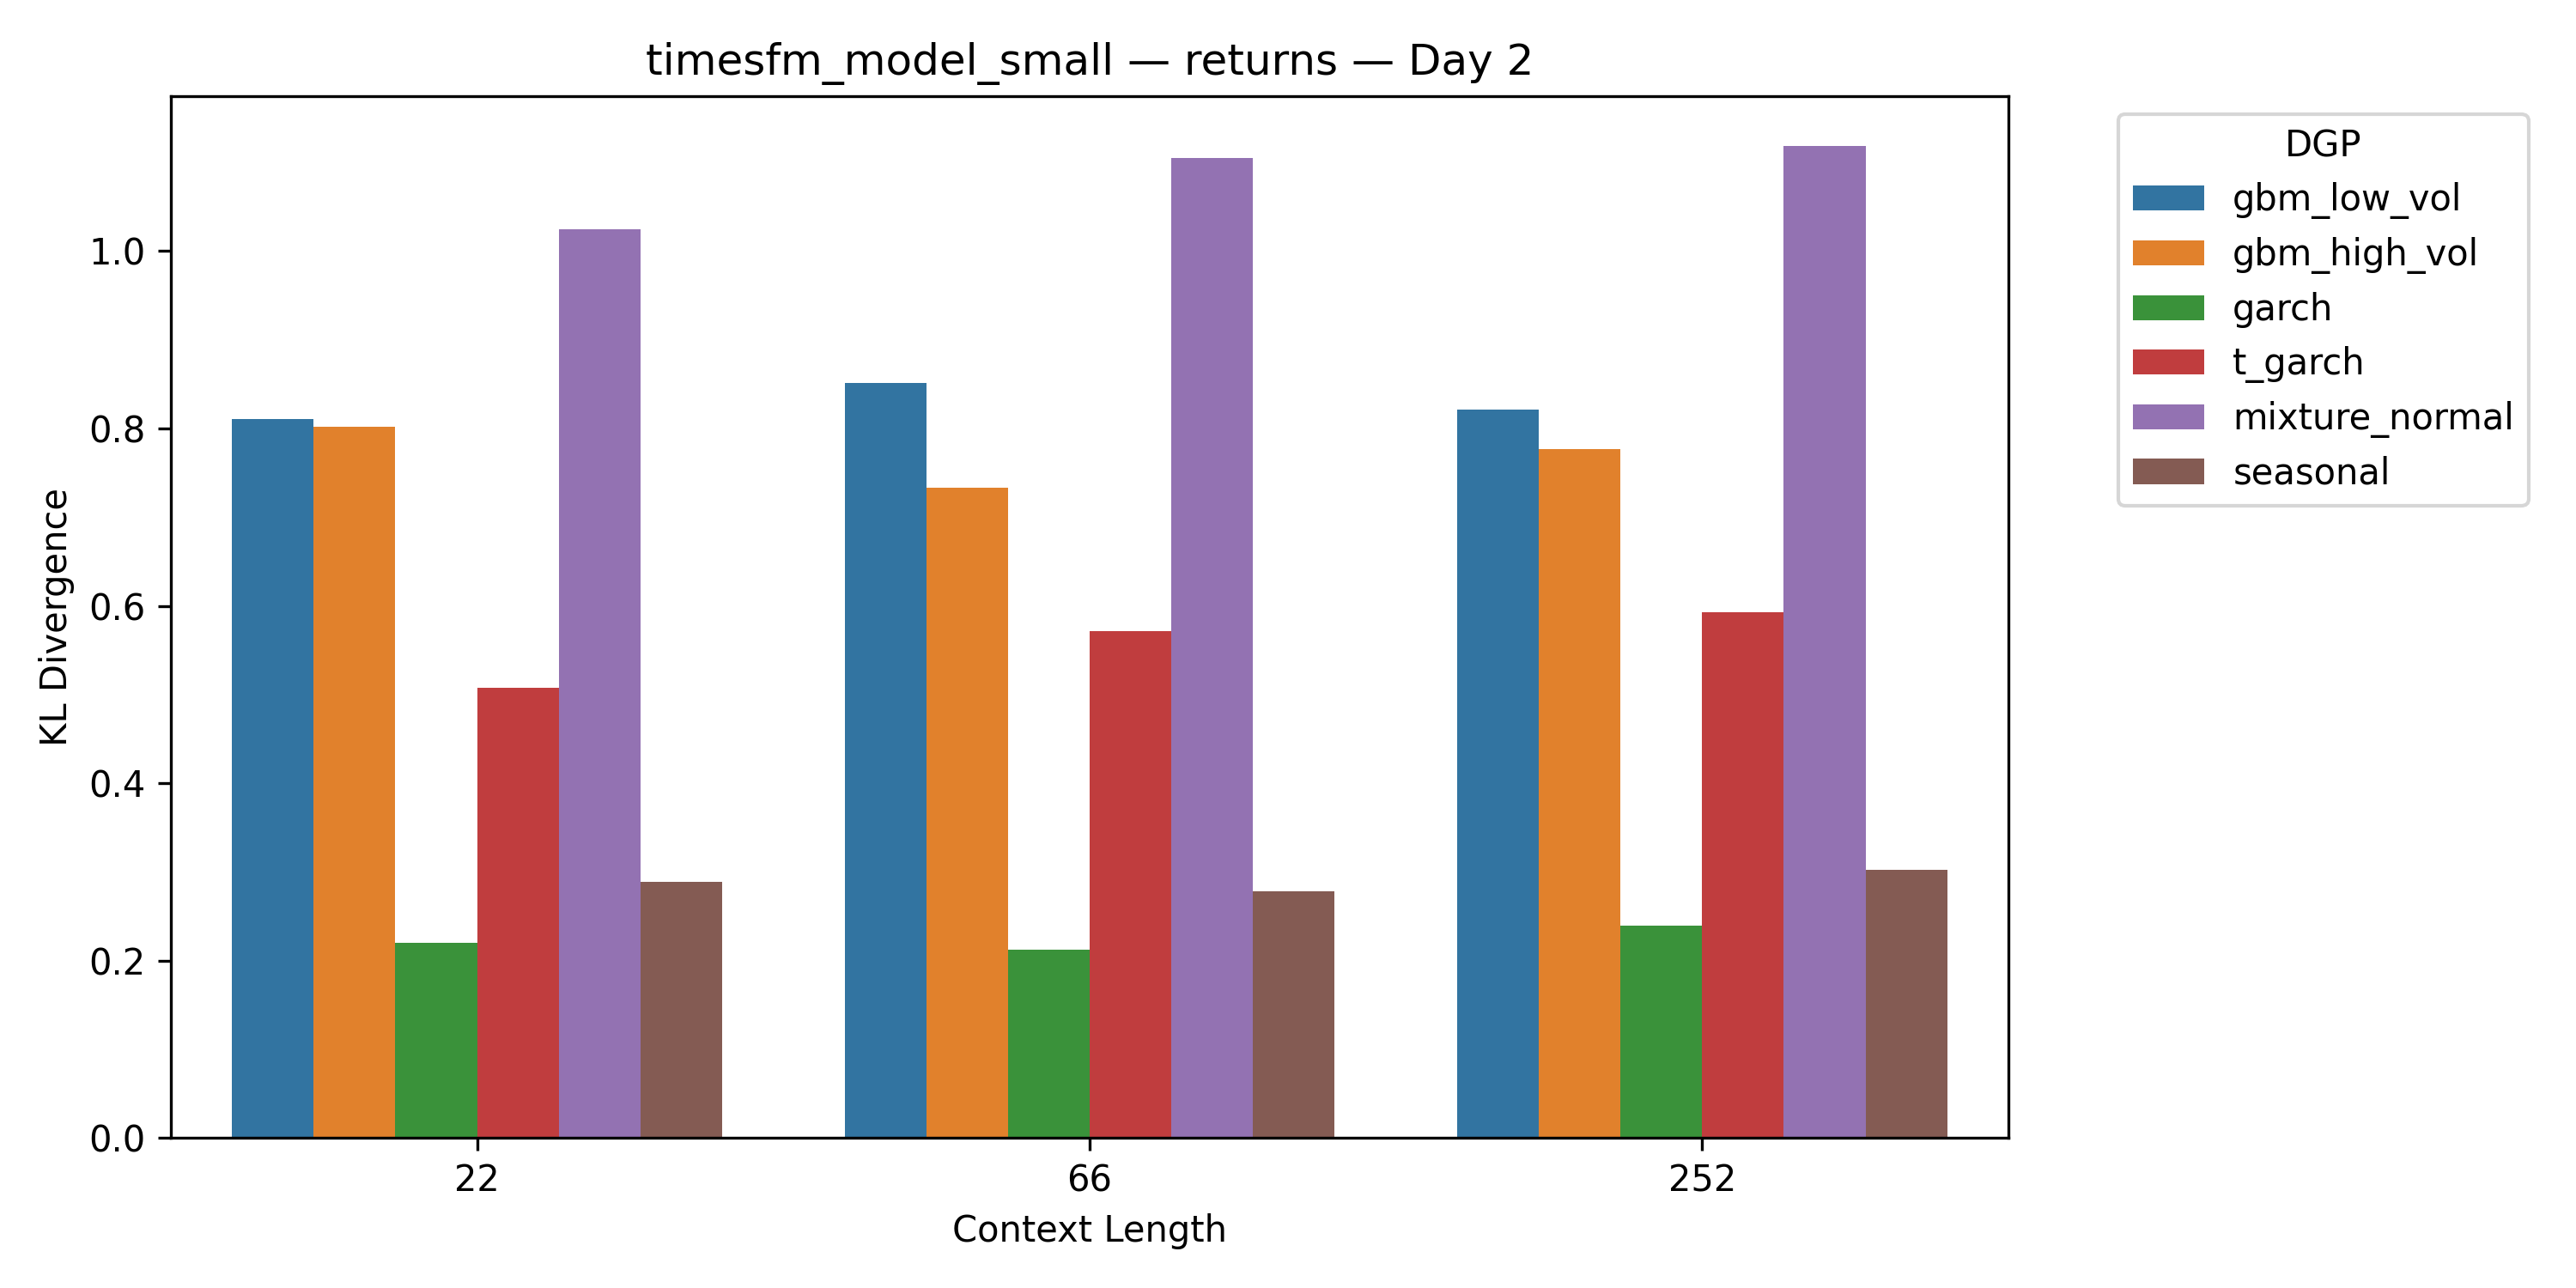 timesfm_model_small — returns — Day 2
KL Divergence
1.0
0.8
0.6
0.4
0.2
0.0
22
66
252
Context Length
DGP
gbm_low_vol
gbm_high_vol
garch
t_garch
mixture_normal
seasonal